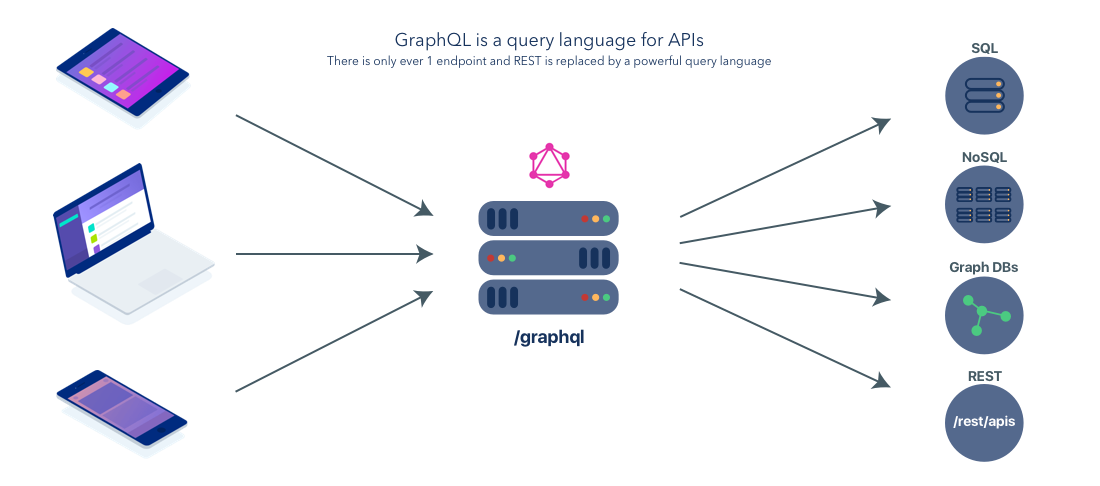 GraphQL is a query language for APIs
There is only ever 1 endpoint and REST is replaced by a powerful query language
SQL
NoSQL
/graphql
Graph DBs
REST
/rest/apis